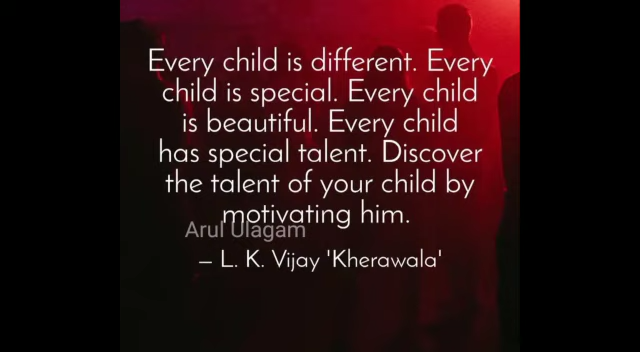 Every child is different. Every
child is special. Every child
is beautiful. Every child
has special talent. Discover
the talent of your child by
motivating him.
Arul Ulagam
– L. K. Vijay 'Kherawala'